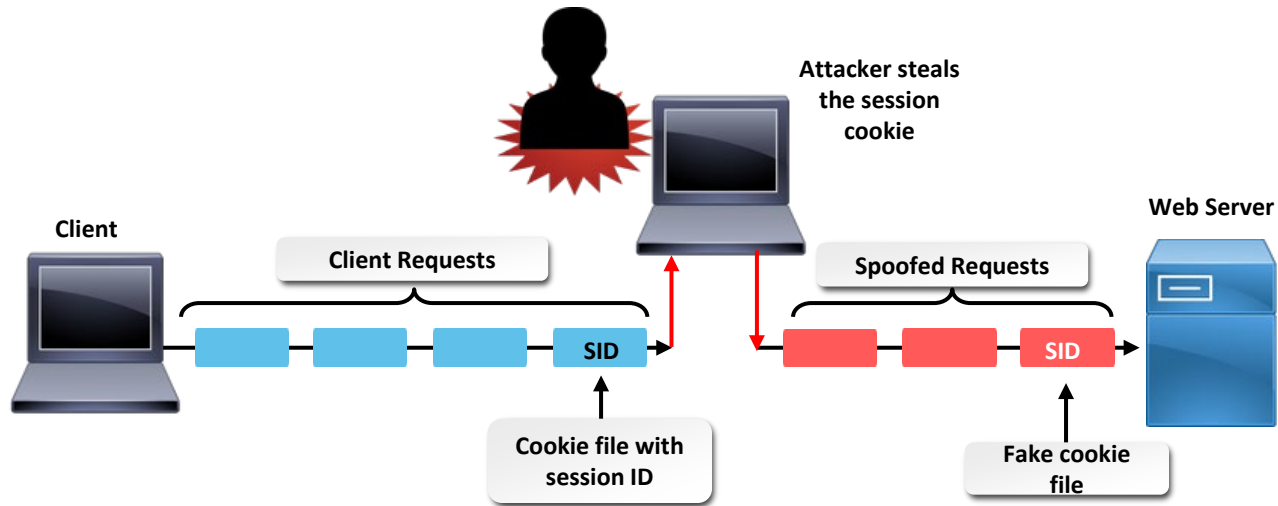 Attacker steals
the session
cookie
Web Server
Client
Client Requests
Spoofed Requests
SID
SID
Cookie file with
session ID
Fake cookie
file